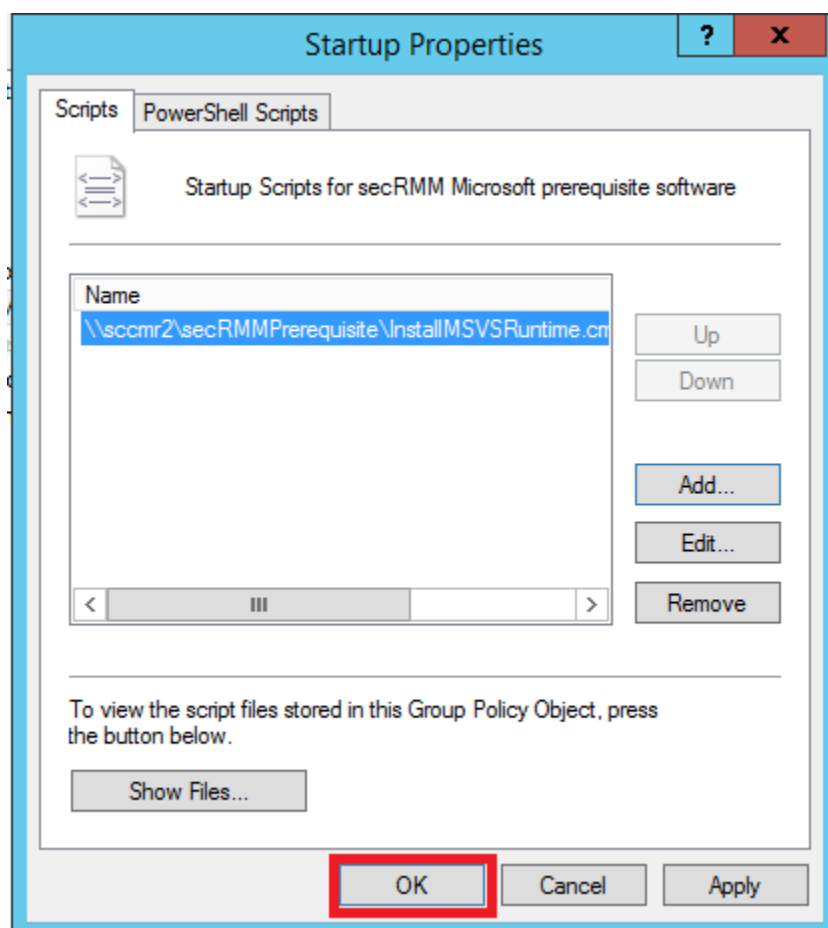 Startup Properties
?
x
Scripts
PowerShell Scripts
Startup Scripts for secRMM Microsoft prerequisite software
Name
\\sccmr2\secRMMPrerequisite\InstallMSVSRuntime.cm
Up
Down
Add...
Edit...
Remove
To view the script files stored in this Group Policy Object, press
the button below.
Show Files...
OK
Cancel
Apply